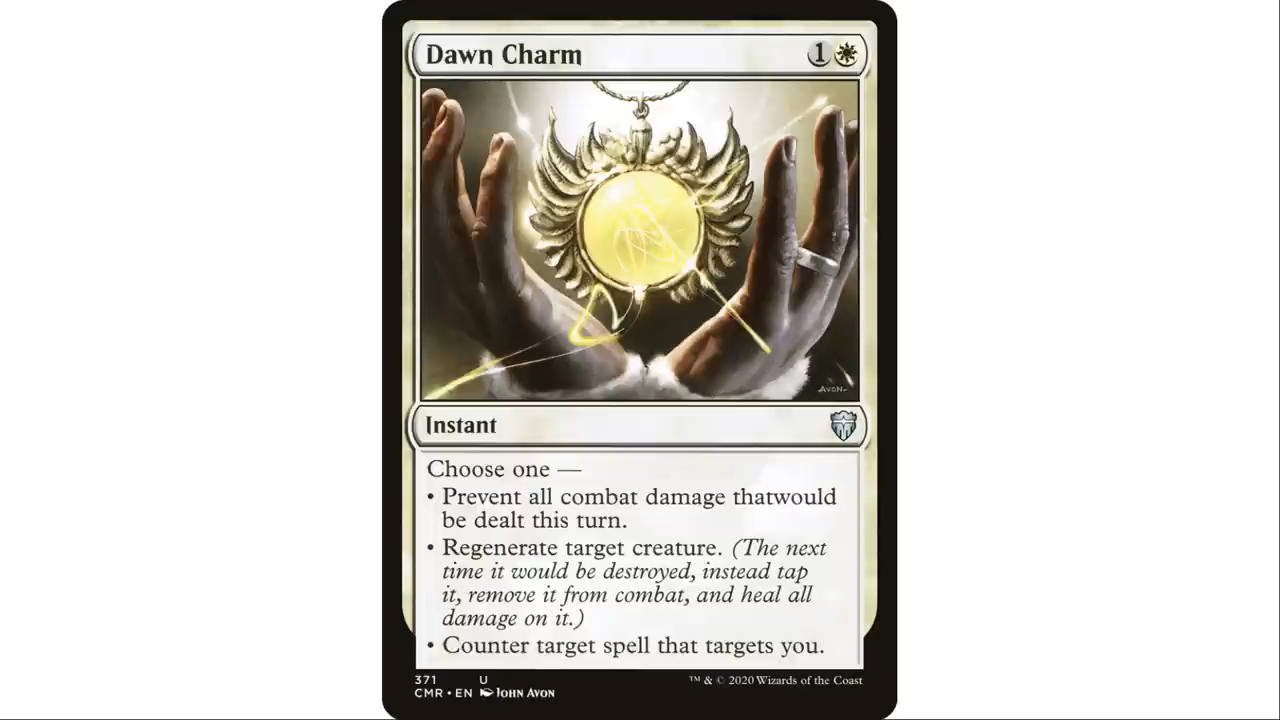 Dawn Charm 1
AVON
Instant
Choose one —
• Prevent all combat damage thatwould
be dealt this turn.
• Regenerate target creature. (The next
time it would be destroyed, instead tap
it, remove it from combat, and heal all
damage on it.)
• Counter target spell that targets you.
371 U ™ & © 2020 Wizards of the Coast
CMR • EN John Avon